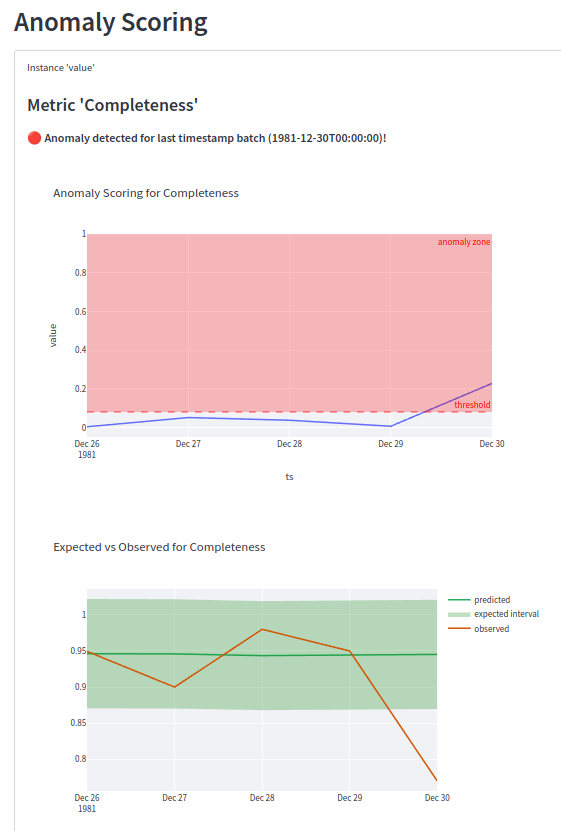 Anomaly Scoring
Instance 'value'
Metric 'Completeness'
🔴 Anomaly detected for last timestamp batch (1981-12-30T00:00:00)!
Anomaly Scoring for Completeness
1
anomaly zone
0.8
0.6
value
0.4
0.2
threshold
0
Dec 26 Dec 27 Dec 28 Dec 29 Dec 30
1981
ts
Expected vs Observed for Completeness
predicted
expected interval
observed
1
0.95
0.9
0.85
0.8
Dec 26 Dec 27 Dec 28 Dec 29 Dec 30
1981